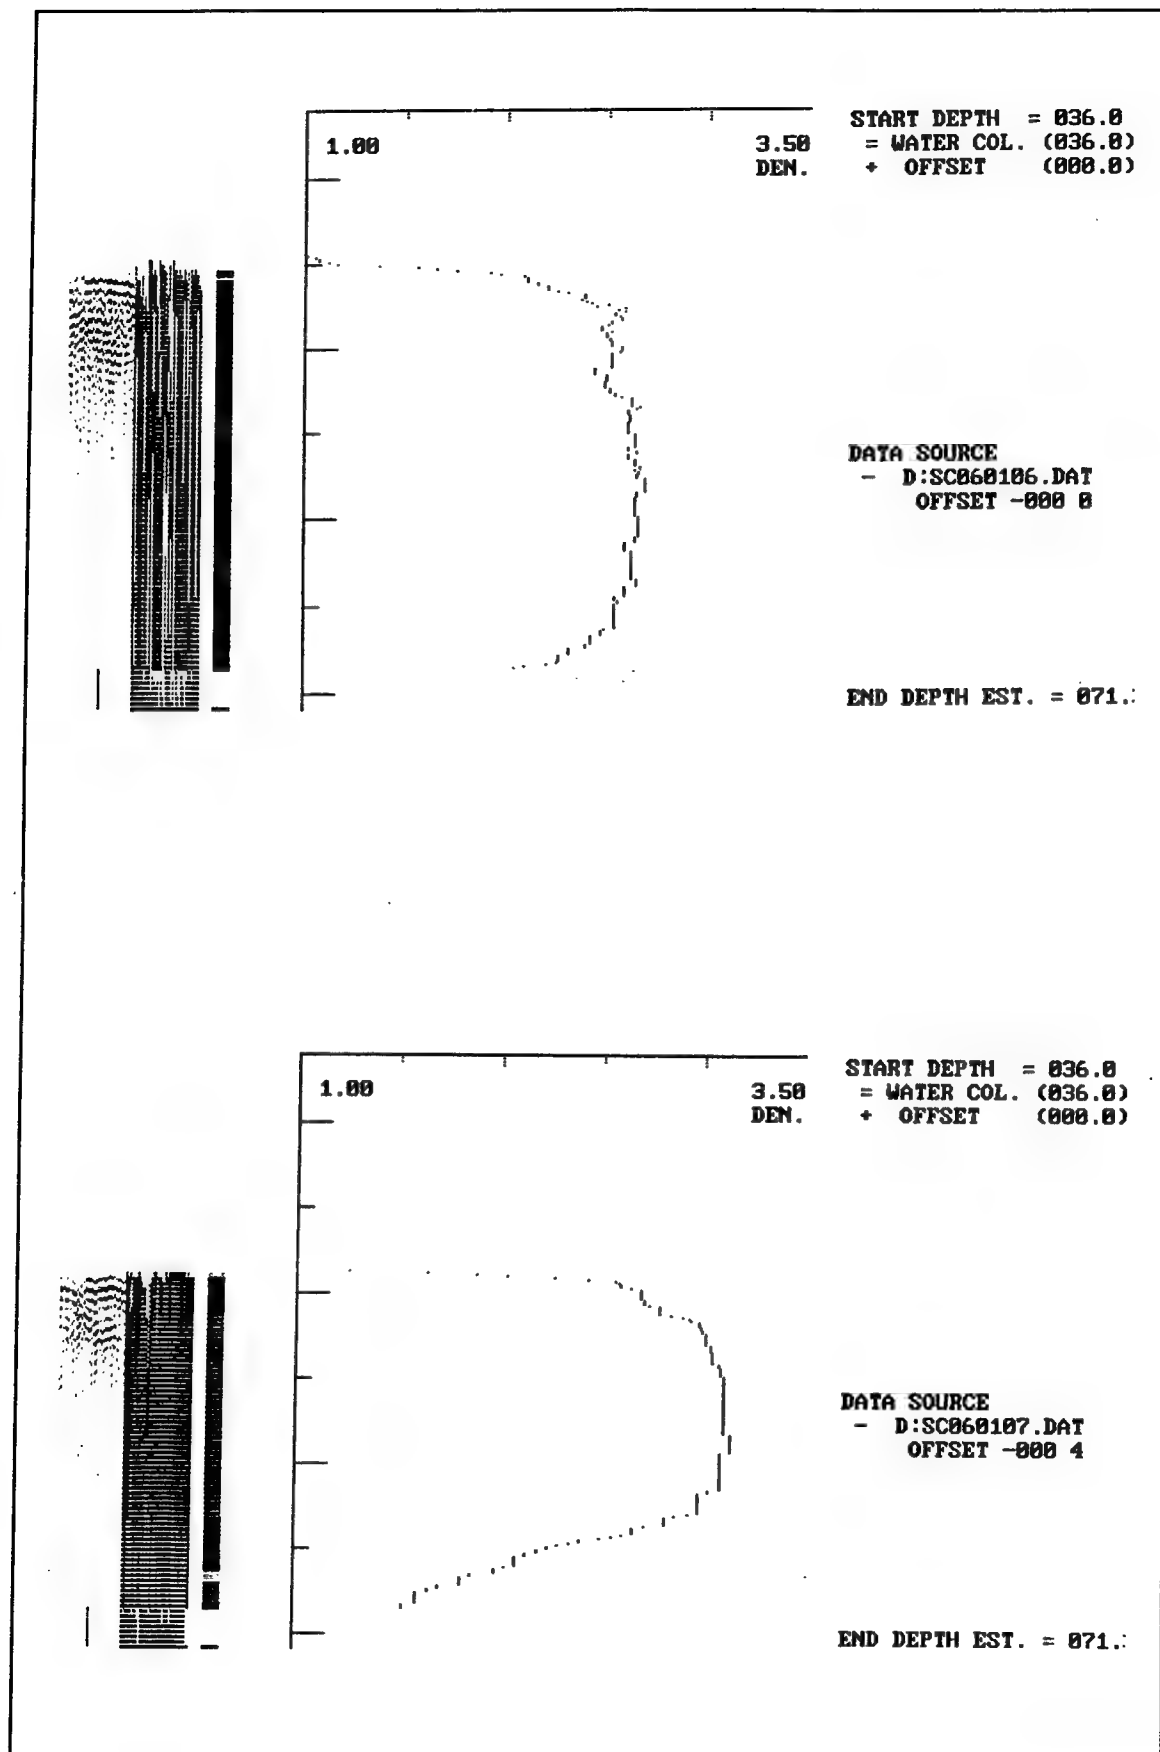 START DEPTH = 036.0
1.00 3.50 = WATER COL. (036.0)
DEN. + OFFSET (000.0)
DATA SOURCE
- D:SC060106.DAT
OFFSET -000 0
END DEPTH EST. = 071.
START DEPTH = 036.0
1.00 3.50 = WATER COL. (036.0)
DEN. + OFFSET (000.0)
DATA SOURCE
- D:SC060107.DAT
OFFSET -000 4
END DEPTH EST. = 071.